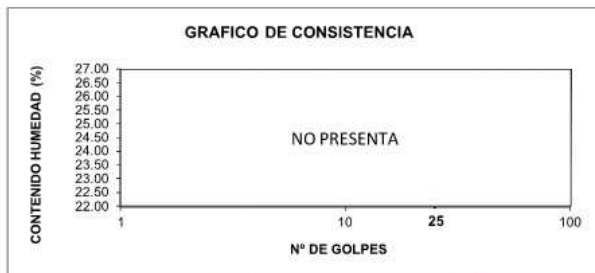 GRAFICO DE CONSISTENCIA
CONTENIDO HUMEDAD (%)
27.00
26.50
26.00
25.50
25.00
24.50
24.00
23.50
23.00
22.50
22.00
NO PRESENTA
1 10 25 100
Nº DE GOLPES